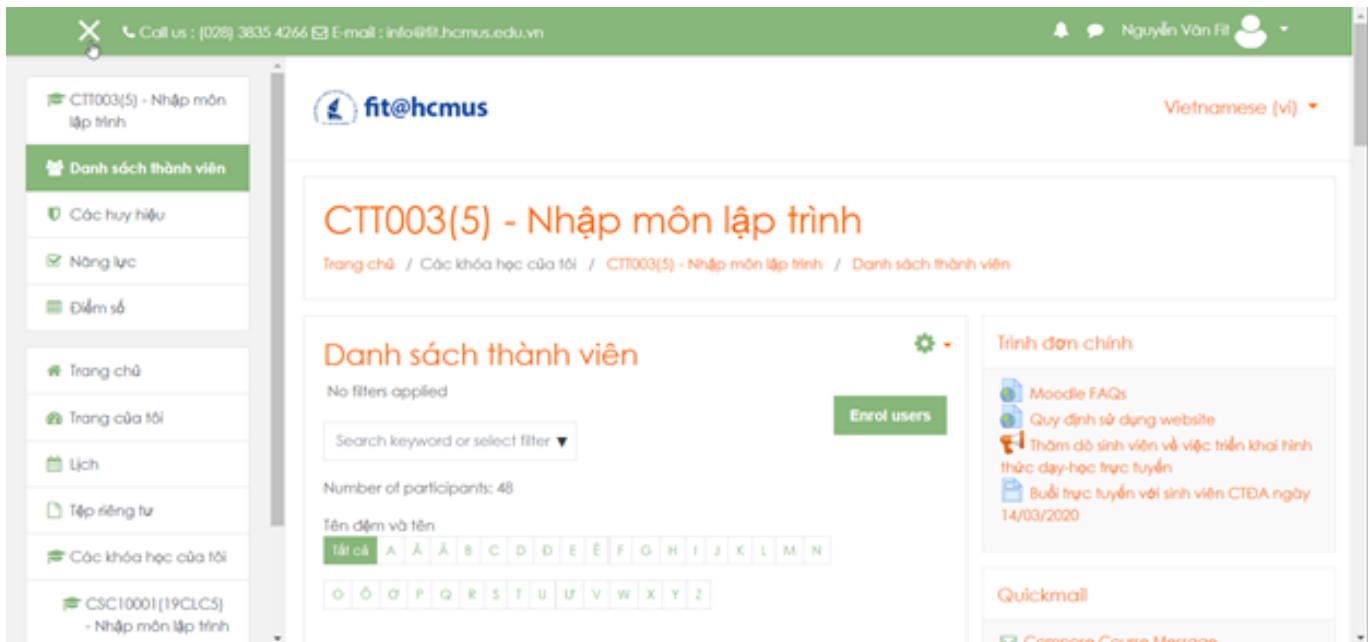 Call us : (028) 3835 4266 E-mail : info@fit.hcmus.edu.vn
Nguyễn Văn Fit
CTT003(5) - Nhập môn
lập trình
Danh sách thành viên
Các huy hiệu
Năng lực
Điểm số
Trang chủ
Trang của tôi
Lịch
Tệp riêng tư
Các khóa học của tôi
CSC10001(19CLC5)
- Nhập môn lập trình
fit@hcmus
Vietnamese (vi)
CTT003(5) - Nhập môn lập trình
Trang chủ / Các khóa học của tôi / CTT003(5) - Nhập môn lập trình / Danh sách thành viên
Danh sách thành viên
No filters applied
Enrol users
Search keyword or select filter ▼
Number of participants: 48
Tên đệm và tên
Tất cả A Ă Â B C D Đ E Ê F G H I J K L M N
O Ô Ơ P Q R S T U Ư V W X Y Z
Trình đơn chính
Moodle FAQs
Quy định sử dụng website
Thăm dò sinh viên về việc triển khai hình
thức dạy-học trực tuyến
Buổi trực tuyến với sinh viên CTĐA ngày
14/03/2020
Quickmail
Compose Course Message